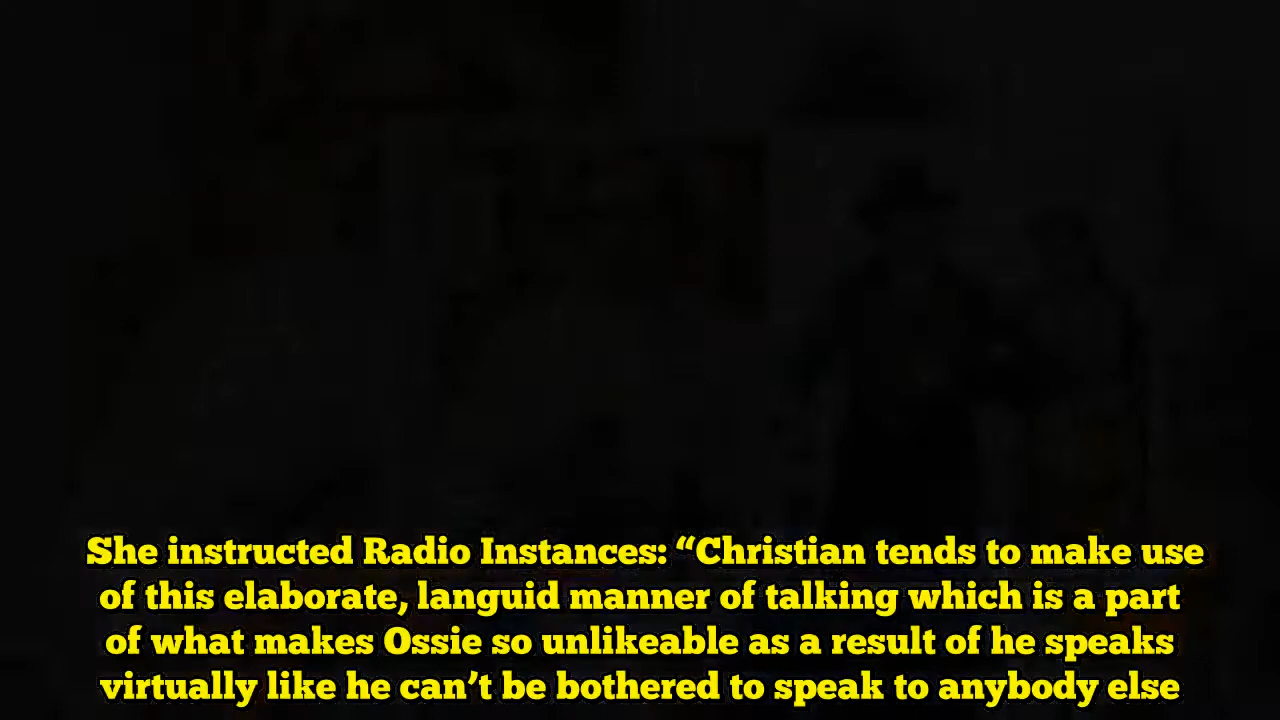 She instructed Radio Instances: “Christian tends to make use
of this elaborate, languid manner of talking which is a part
of what makes Ossie so unlikeable as a result of he speaks
virtually like he can’t be bothered to speak to anybody else